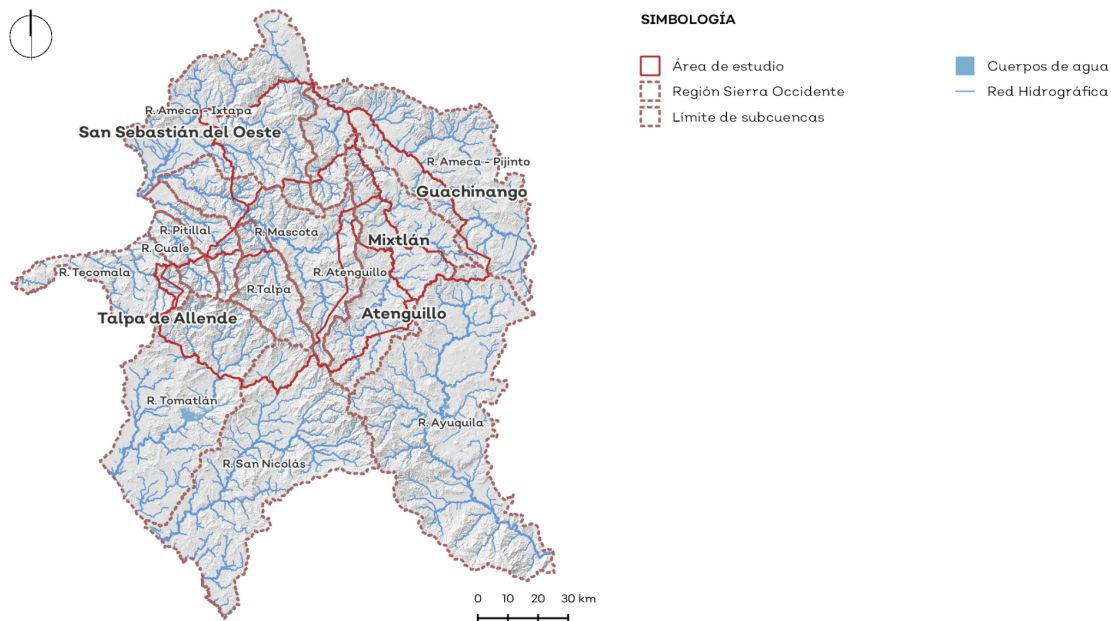 SIMBOLOGÍA
Área de estudio
Región Sierra Occidente
Límite de subcuencas
Cuerpos de agua
Red Hidrográfica
R. Ameca - Ixtapa
San Sebastián del Oeste
R. Ameca - Pijinto
Guachinango
R. Pitillal
R. Mascota
Mixtlán
R. Cuale
R. Tecomala
R. Atenguillo
R.Talpa
Talpa de Allende
Atenguillo
R. Tomatlán
R. Ayuquila
R. San Nicolás
0 10 20 30 km